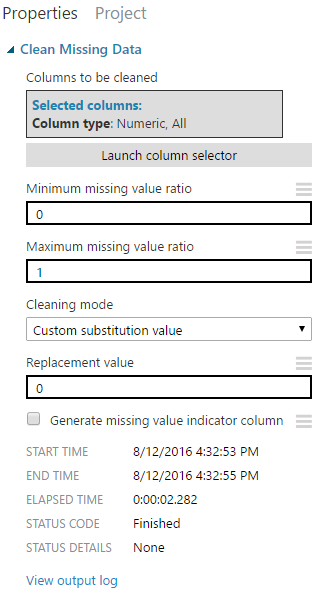 Properties Project
Clean Missing Data
Columns to be cleaned
Selected columns:
Column type: Numeric, All
Launch column selector
Minimum missing value ratio
0
Maximum missing value ratio
1
Cleaning mode
Custom substitution value
Replacement value
0
Generate missing value indicator column
START TIME 8/12/2016 4:32:53 PM
END TIME 8/12/2016 4:32:55 PM
ELAPSED TIME 0:00:02.282
STATUS CODE Finished
STATUS DETAILS None
View output log